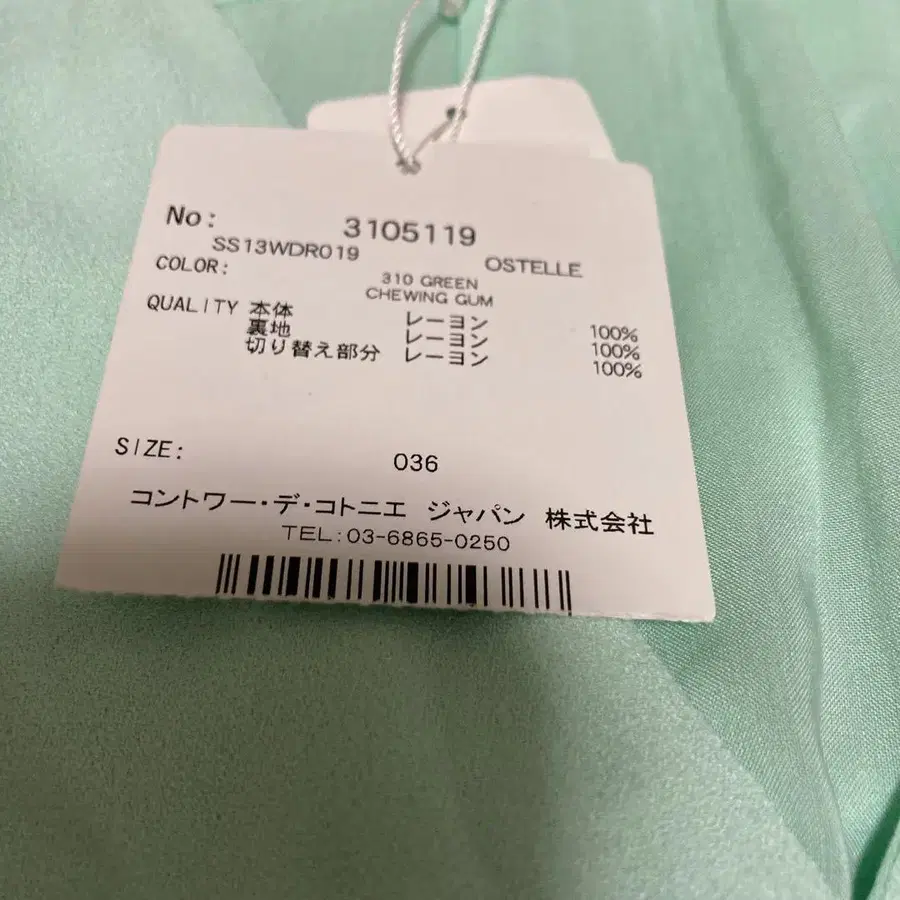 No: 3105119
SS13WDR019 OSTELLE
COLOR: 310 GREEN
CHEWING GUM
QUALITY 本体 レーヨン 100%
裏地 レーヨン 100%
切り替え部分 レーヨン 100%
SIZE: 036
コントワー・デ・コトニエ ジャパン 株式会社
TEL:03-6865-0250